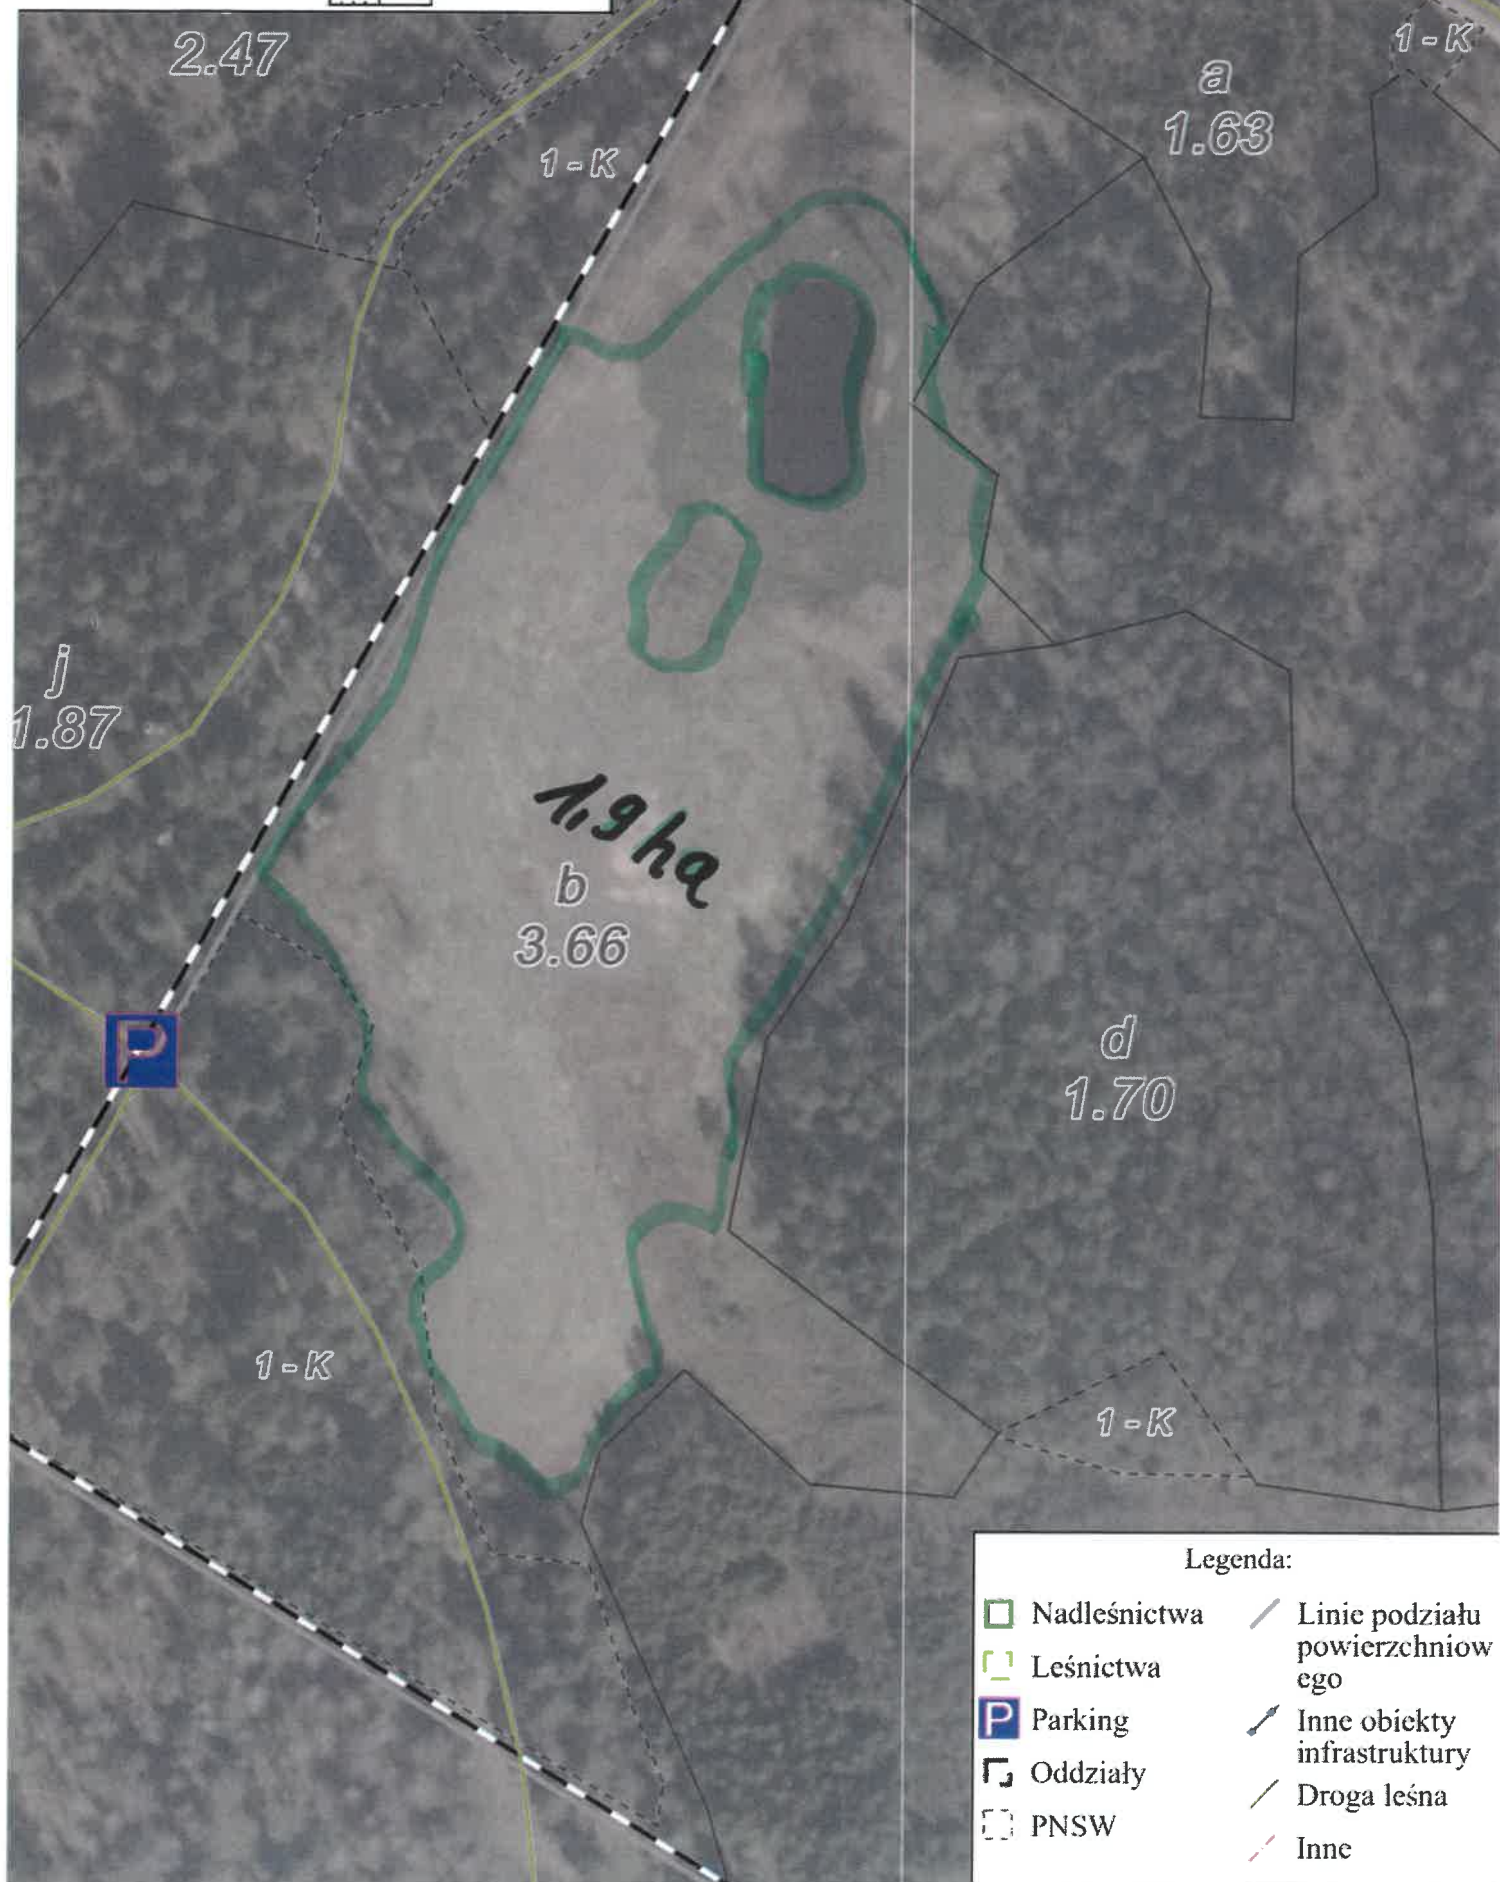 2.47
1 - K
a
1.63
1 - K
j
1.87
1,9 ha
b
3.66
P
d
1.70
1 - K
1 - K
Legenda:
Nadleśnictwa
Leśnictwa
P Parking
Oddziały
PNSW
Linie podziału
powierzchniow
ego
Inne obiekty
infrastruktury
Droga leśna
Inne